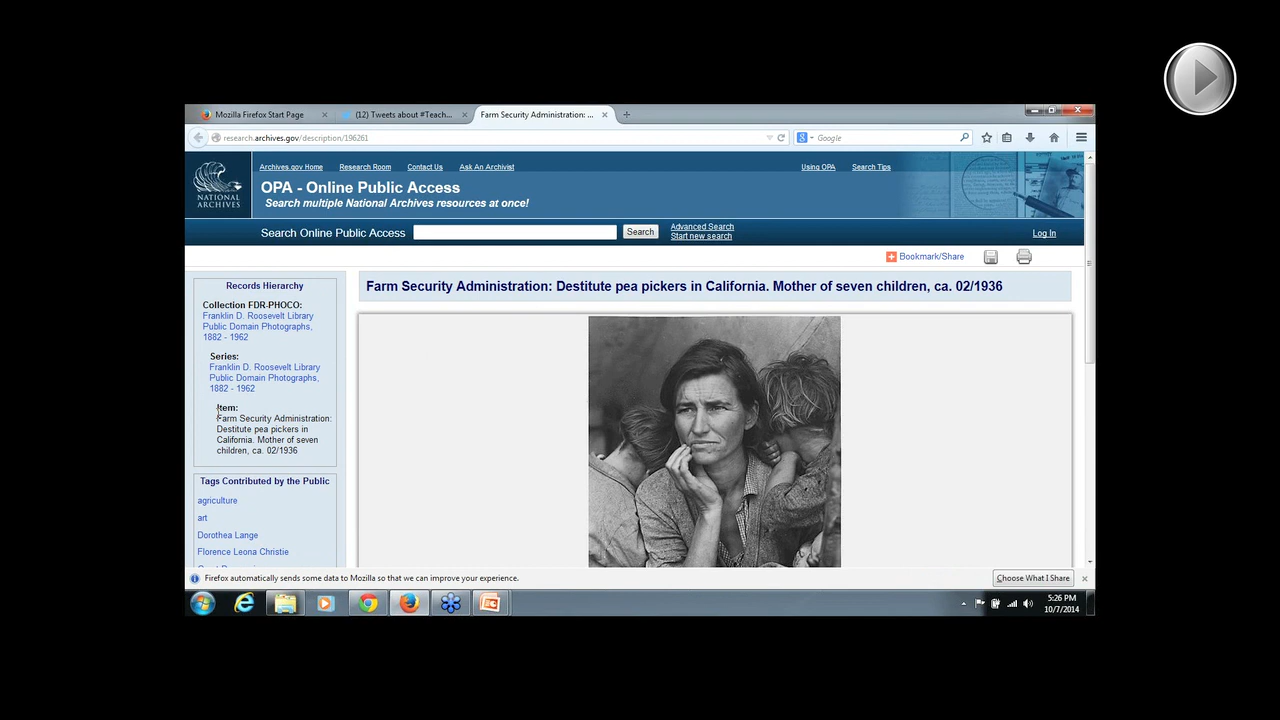 Mozilla Firefox Start Page
(12) Tweets about #Teach...
Farm Security Administration: ...
research.archives.gov/description/196261
Google
NATIONAL
ARCHIVES
Archives.gov Home Research Room Contact Us Ask An Archivist Using OPA Search Tips
OPA - Online Public Access
Search multiple National Archives resources at once!
Search Online Public Access
Search
Advanced Search
Start new search
Log In
Bookmark/Share
Records Hierarchy
Collection FDR-PHOCO:
Franklin D. Roosevelt Library
Public Domain Photographs,
1882 - 1962
Series:
Franklin D. Roosevelt Library
Public Domain Photographs,
1882 - 1962
Item:
Farm Security Administration:
Destitute pea pickers in
California. Mother of seven
children, ca. 02/1936
Tags Contributed by the Public
agriculture
art
Dorothea Lange
Florence Leona Christie
Farm Security Administration: Destitute pea pickers in California. Mother of seven children, ca. 02/1936
Firefox automatically sends some data to Mozilla so that we can improve your experience.
Choose What I Share
5:26 PM
10/7/2014